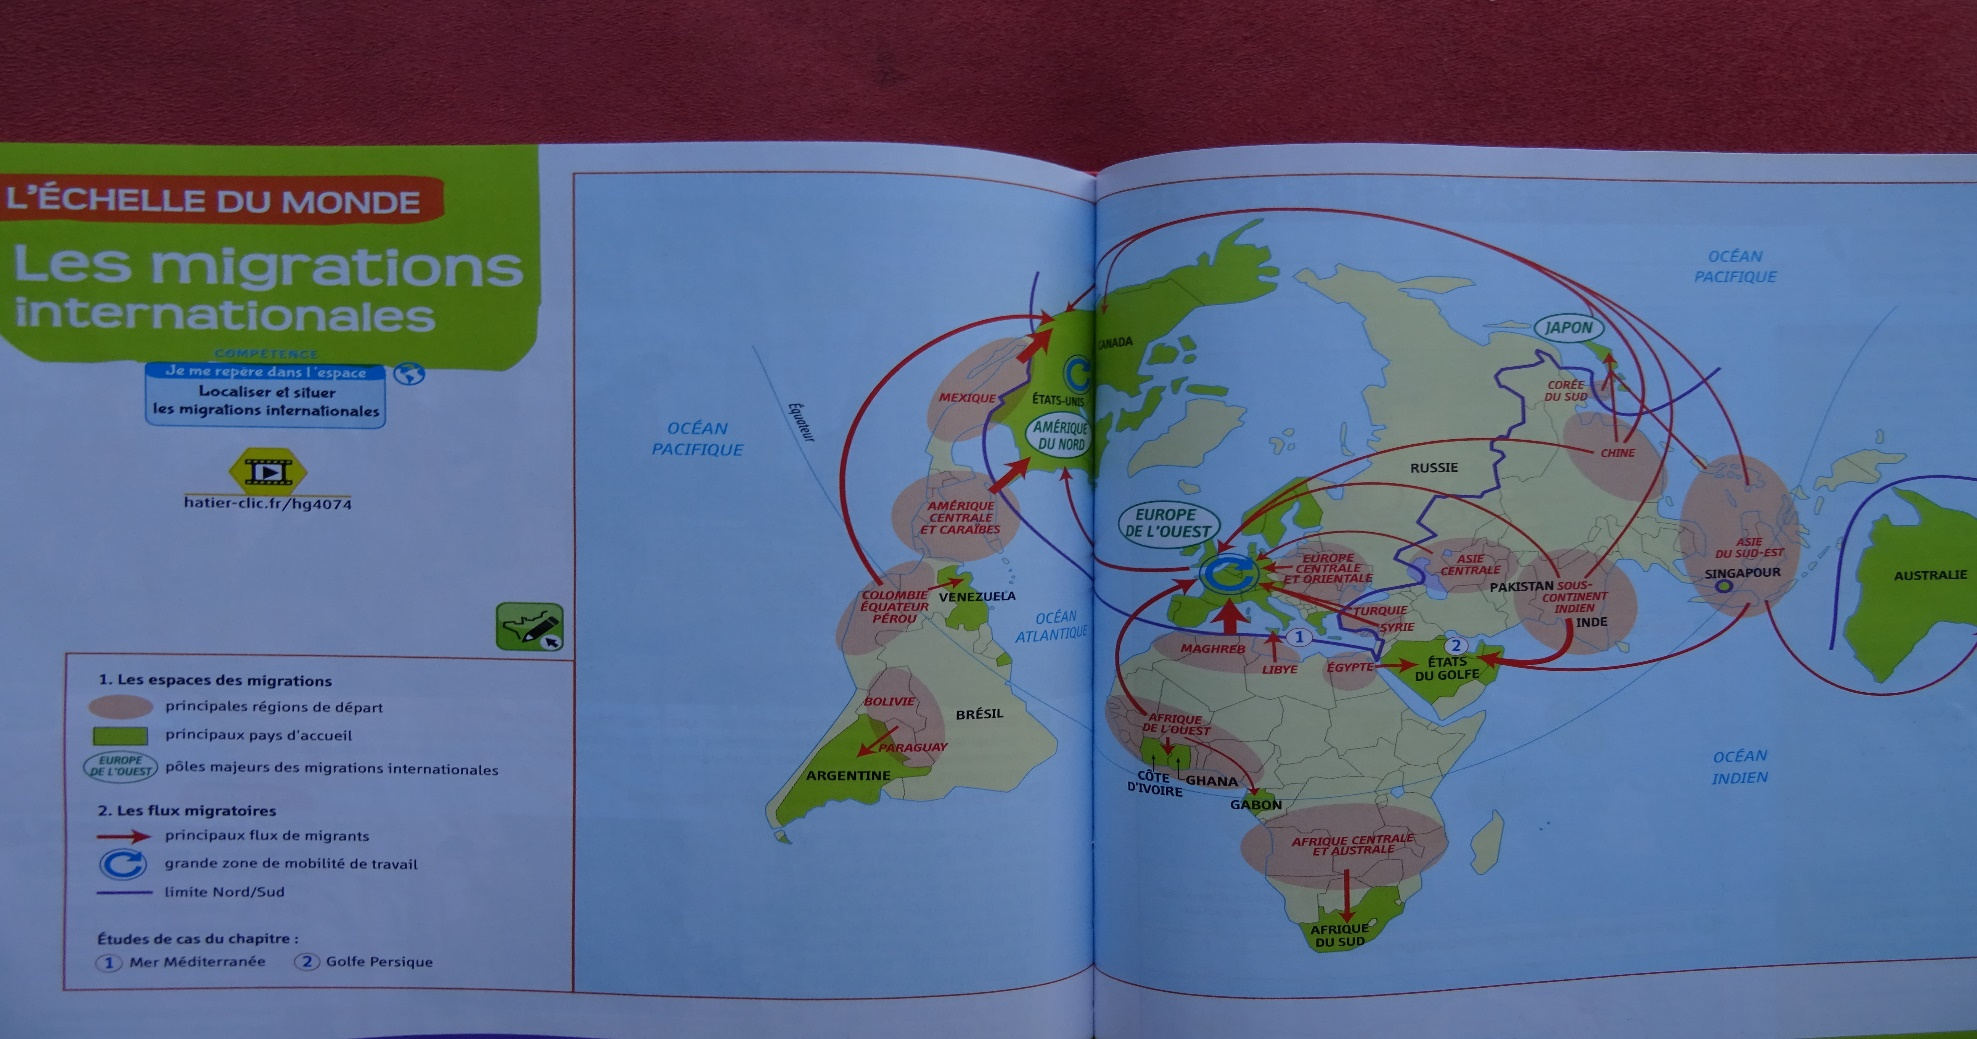 L'ÉCHELLE DU MONDE
Les migrations
internationales
COMPÉTENCE
Je me repère dans l'espace
Localiser et situer
les migrations internationales
hatier-clic.fr/hg4074
1. Les espaces des migrations
principales régions de départ
principaux pays d'accueil
EUROPE
DE L'OUEST
pôles majeurs des migrations internationales
2. Les flux migratoires
principaux flux de migrants
grande zone de mobilité de travail
limite Nord/Sud
Études de cas du chapitre :
1 Mer Méditerranée 2 Golfe Persique
OCÉAN
PACIFIQUE
Équateur
MEXIQUE
ÉTATS-UNIS
AMÉRIQUE
DU NORD
AMÉRIQUE
CENTRALE
ET CARAÏBES
COLOMBIE
ÉQUATEUR
PÉROU
VENEZUELA
OCÉAN
ATLANTIQUE
BOLIVIE
BRÉSIL
PARAGUAY
ARGENTINE
CANADA
OCÉAN
PACIFIQUE
JAPON
CORÉE
DU SUD
CHINE
RUSSIE
EUROPE
DE L'OUEST
EUROPE
CENTRALE
ET ORIENTALE
ASIE
CENTRALE
PAKISTAN
SOUS-
CONTINENT
INDIEN
INDE
ASIE
DU SUD-EST
SINGAPOUR
AUSTRALIE
TURQUIE
SYRIE
1
2
MAGHREB
LIBYE
ÉGYPTE
ÉTATS
DU GOLFE
AFRIQUE
DE L'OUEST
CÔTE
D'IVOIRE
GHANA
GABON
OCÉAN
INDIEN
AFRIQUE CENTRALE
ET AUSTRALE
AFRIQUE
DU SUD